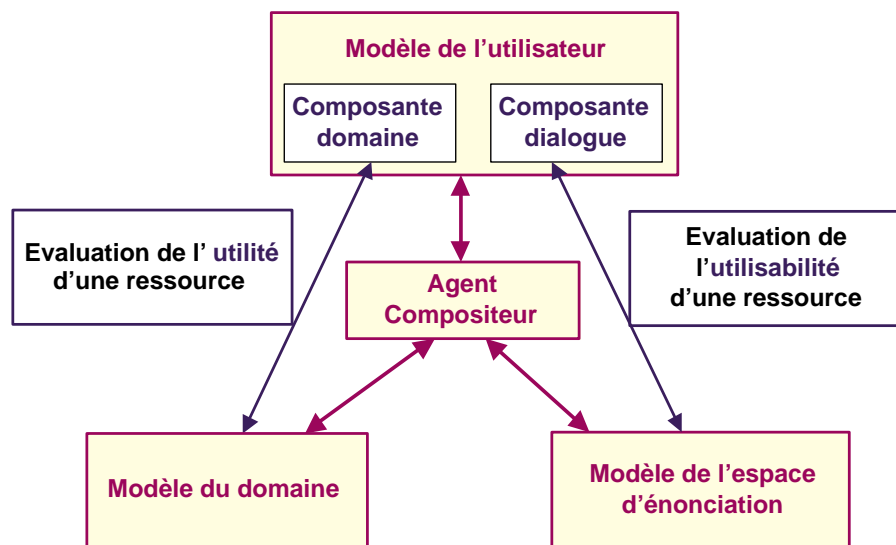 Modèle de l’utilisateur
Composante
domaine
Composante
dialogue
Evaluation de l’ utilité
d’une ressource
Evaluation de
l’utilisabilité
d’une ressource
Agent
Compositeur
Modèle du domaine
Modèle de l’espace
d’énonciation